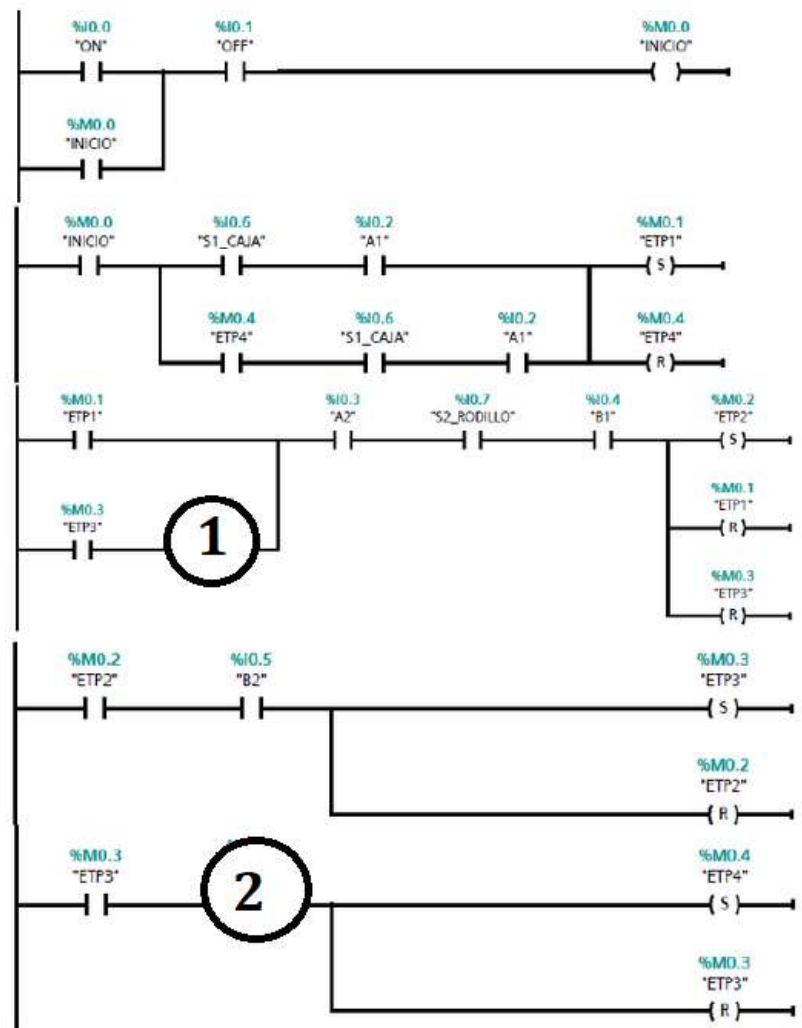 %I0.0 %I0.1 %M0.0
"ON" "OFF" "INICIO"
%M0.0
"INICIO"
%M0.0 %I0.6 %I0.2 %M0.1
"INICIO" "S1_CAJA" "A1" "ETP1"
S
%M0.4 %I0.6 %I0.2 %M0.4
"ETP4" "S1_CAJA" "A1" "ETP4"
R
%M0.1 %I0.3 %I0.7 %I0.4 %M0.2
"ETP1" "A2" "S2_RODILLO" "B1" "ETP2"
S
%M0.1
"ETP1"
R
%M0.3
"ETP3"
1
%M0.3
"ETP3"
R
%M0.2 %I0.5 %M0.3
"ETP2" "B2" "ETP3"
S
%M0.2
"ETP2"
R
%M0.3 %M0.4
"ETP3" "ETP4"
2
S
%M0.3
"ETP3"
R